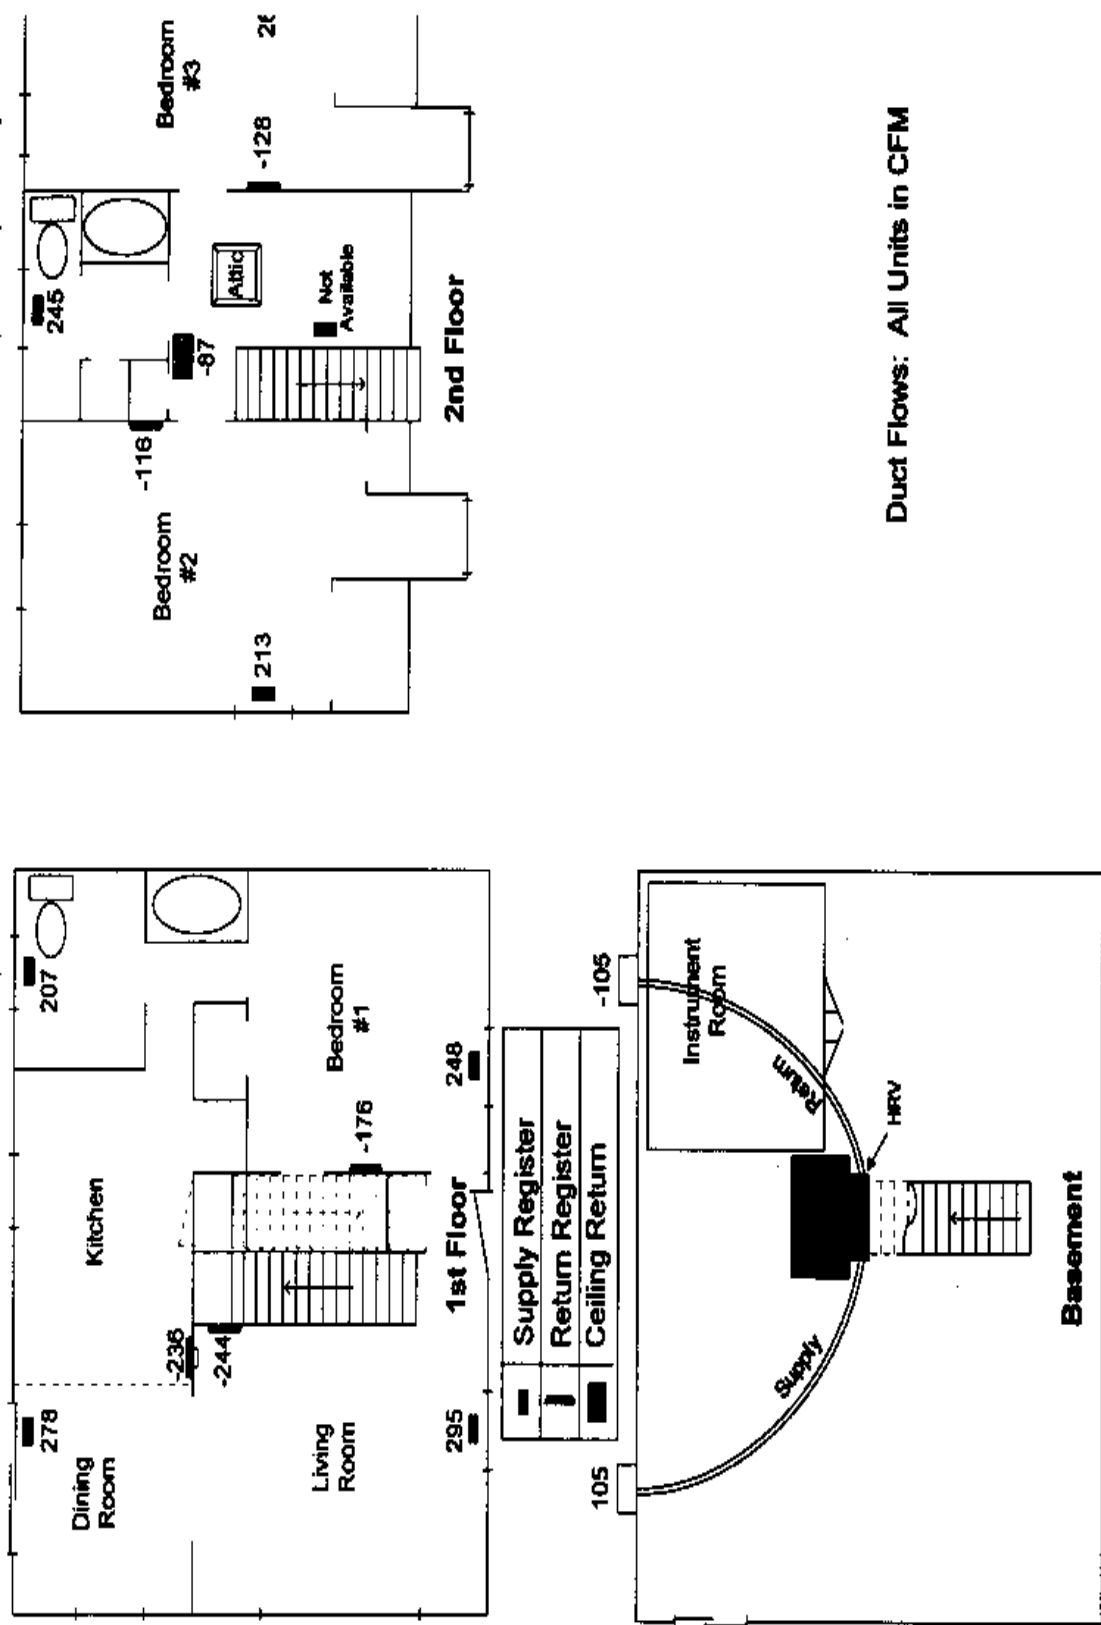 Bedroom
#3
26
-128
245
Attic
-87
Not
Available
-116
Bedroom
#2
213
2nd Floor
Duct Flows: All Units in CFM
207
Kitchen
Bedroom
#1
248
-176
-236
-244
278
Dining
Room
Living
Room
295
1st Floor
Supply Register
Return Register
Ceiling Return
105
-105
Instrument
Room
Return
Supply
HRV
Basement